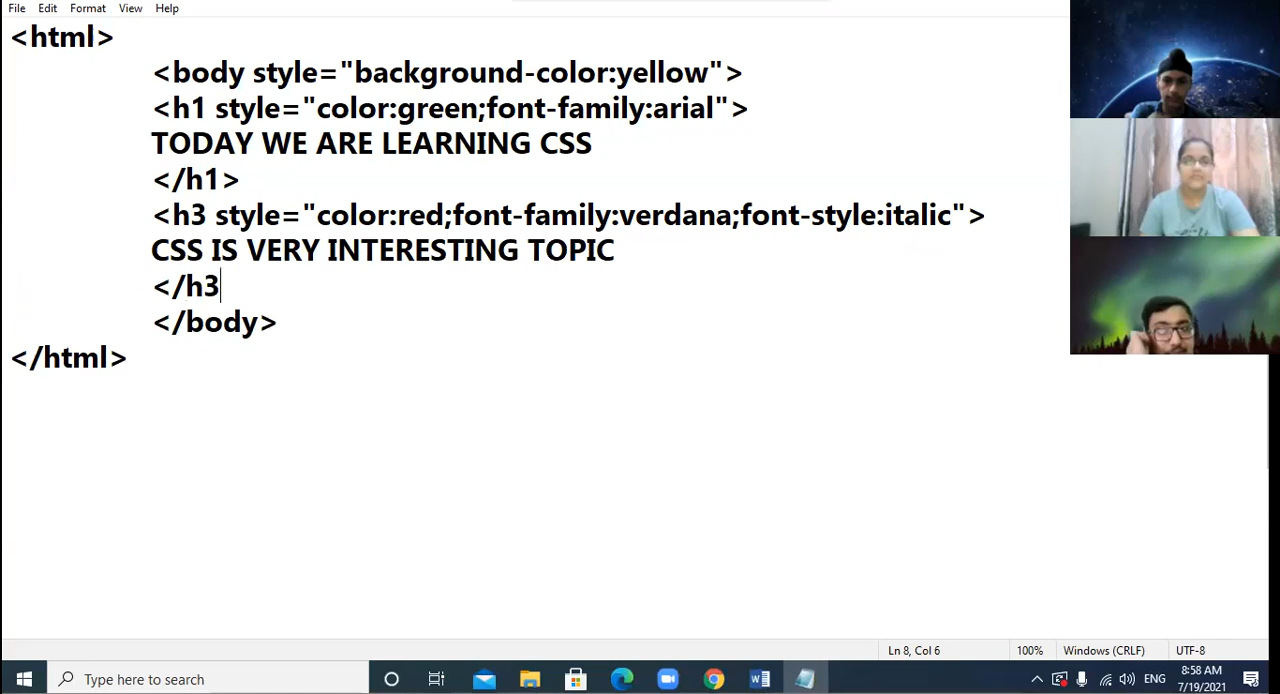 File Edit Format View Help
<html>
<body style="background-color:yellow">
<h1 style="color:green;font-family:arial">
TODAY WE ARE LEARNING CSS
</h1>
<h3 style="color:red;font-family:verdana;font-style:italic">
CSS IS VERY INTERESTING TOPIC
</h3
</body>
</html>
Ln 8, Col 6 100% Windows (CRLF) UTF-8
Type here to search ENG 8:58 AM
7/19/2021